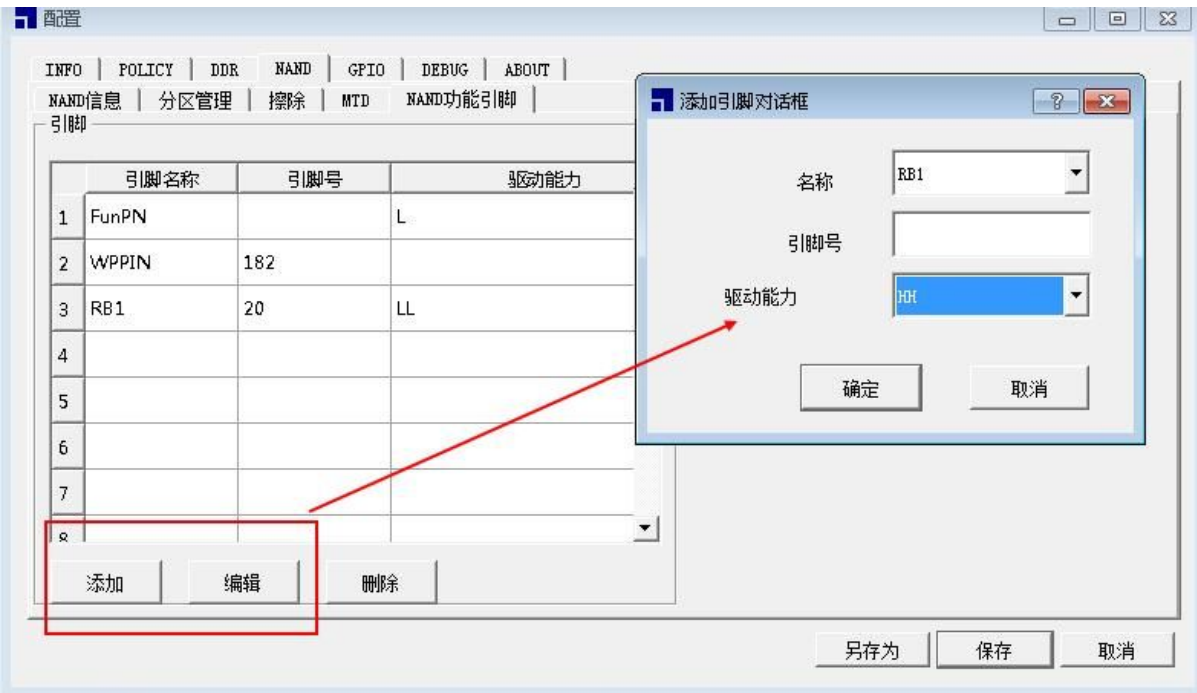 配置
INFO POLICY DDR NAND GPIO DEBUG ABOUT
NAND信息 分区管理 擦除 MTD NAND功能引脚
引脚
引脚名称 引脚号 驱动能力
1 FunPN L
2 WPPIN 182
3 RB1 20 LL
4
5
6
7
8
添加 编辑 删除
另存为 保存 取消
添加引脚对话框 ?
名称 RB1
引脚号
驱动能力 HH
确定 取消